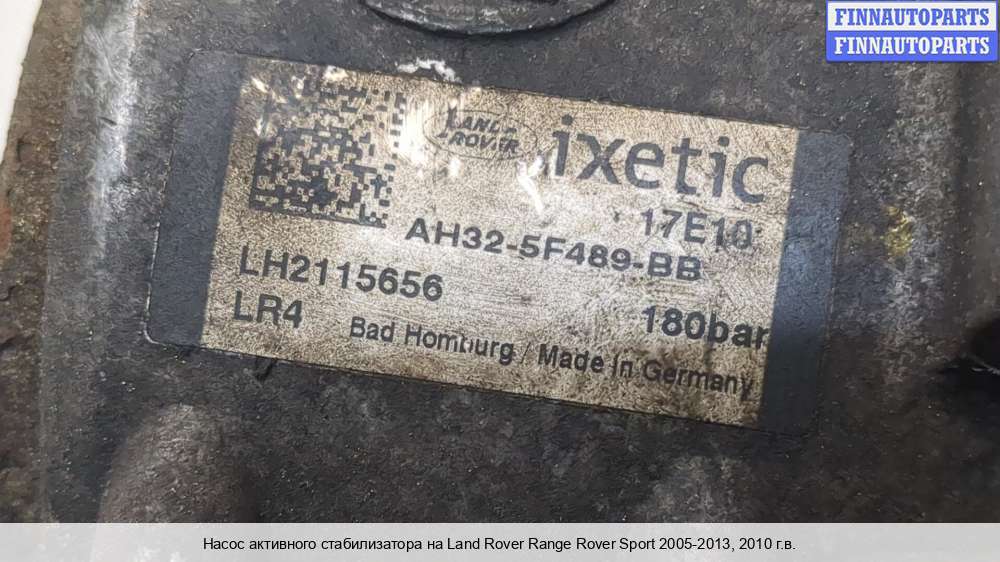 FINNAUTOPARTS
FINNAUTOPARTS
LAND ROVER
ixetic
17E10
AH32-5F489-BB
LH2115656
180bar
LR4
Bad Homburg / Made in Germany
Насос активного стабилизатора на Land Rover Range Rover Sport 2005-2013, 2010 г.в.